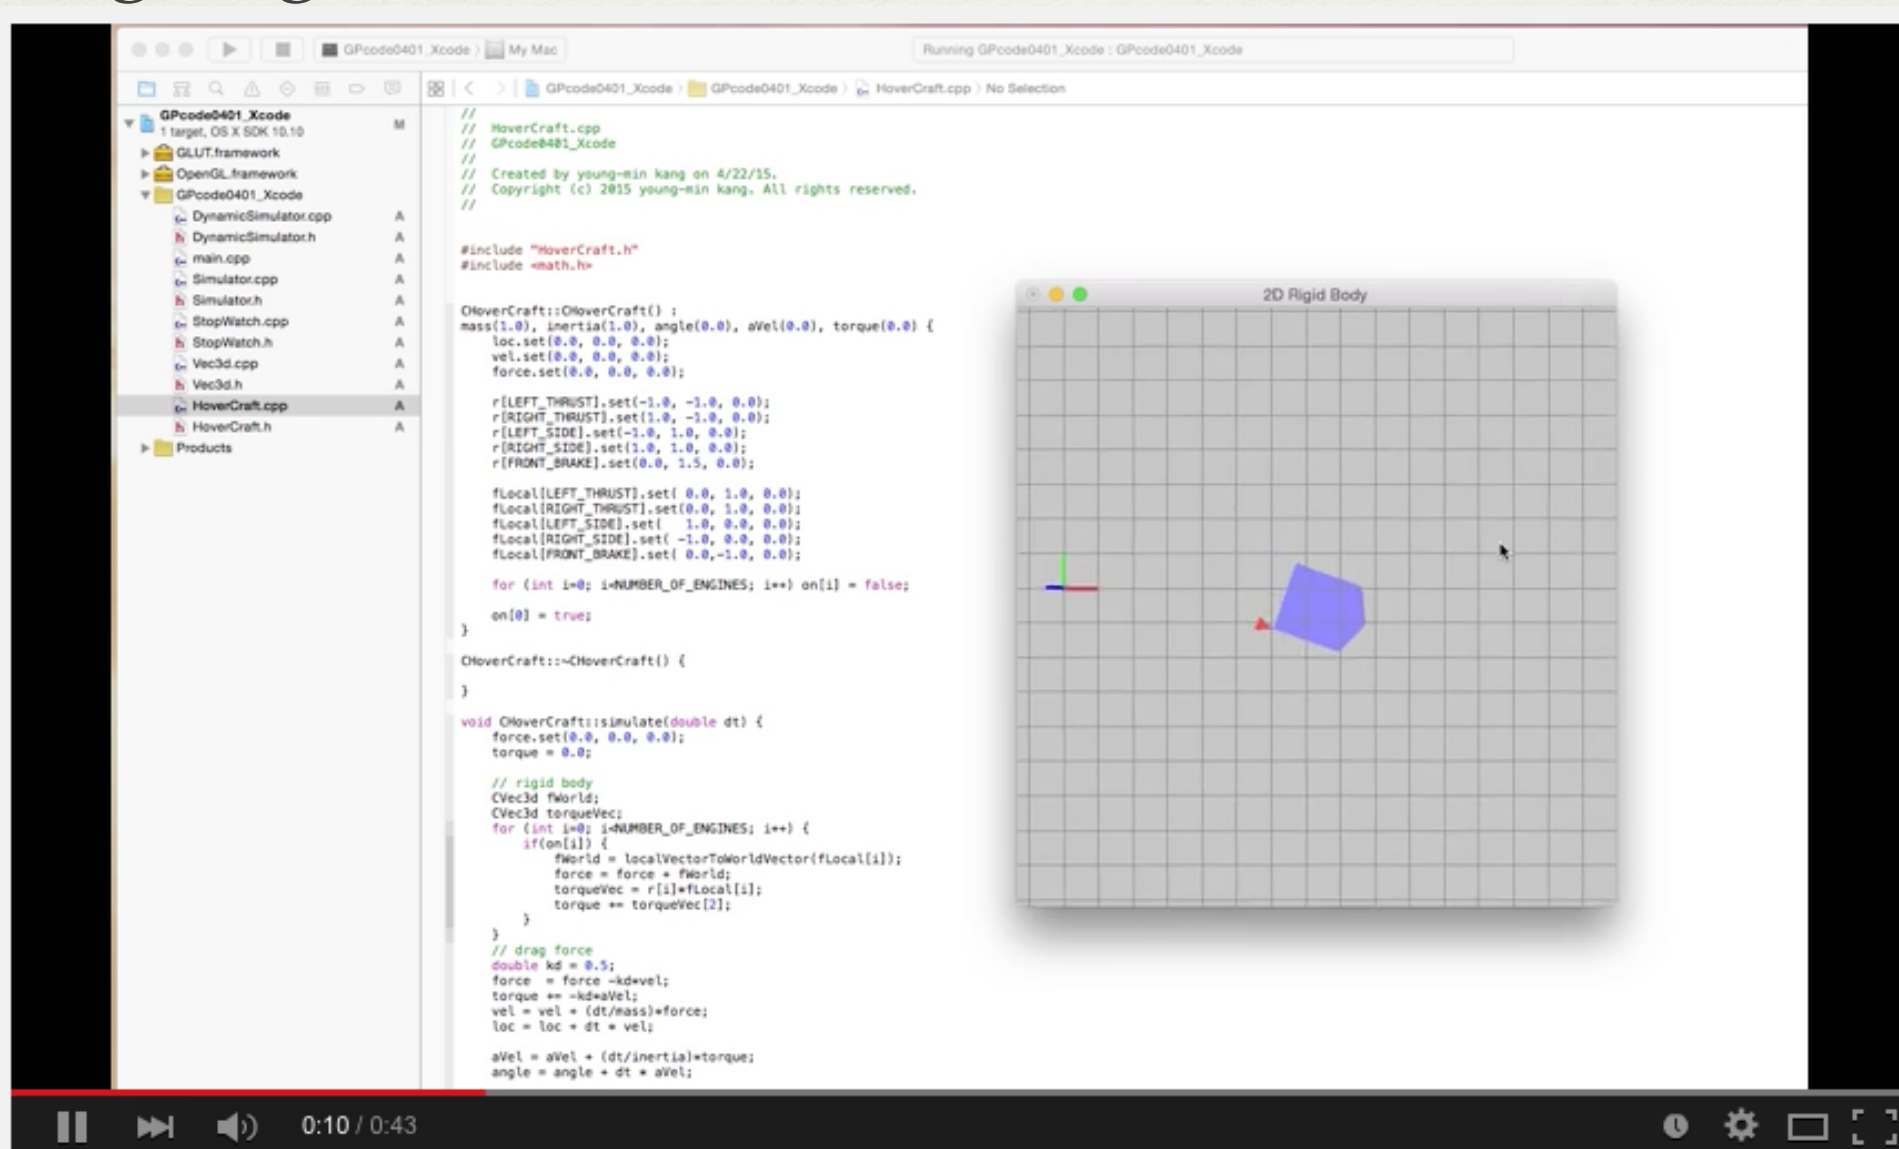 GPcode0401_Xcode
My Mac
Running GPcode0401_Xcode : GPcode0401_Xcode
GPcode0401_Xcode
GPcode0401_Xcode
HoverCraft.cpp
No Selection
GPcode0401_Xcode
M
1 target, OS X SDK 10.10
GLUT.framework
OpenGL.framework
GPcode0401_Xcode
DynamicSimulator.cpp A
DynamicSimulator.h A
main.cpp A
Simulator.cpp A
Simulator.h A
StopWatch.cpp A
StopWatch.h A
Vec3d.cpp A
Vec3d.h A
HoverCraft.cpp A
HoverCraft.h A
Products
//
// HoverCraft.cpp
// GPcode0401_Xcode
//
// Created by young-min kang on 4/22/15.
// Copyright (c) 2015 young-min kang. All rights reserved.
//
#include "HoverCraft.h"
#include <math.h>
CHoverCraft::CHoverCraft() :
mass(1.0), inertia(1.0), angle(0.0), aVel(0.0), torque(0.0) {
loc.set(0.0, 0.0, 0.0);
vel.set(0.0, 0.0, 0.0);
force.set(0.0, 0.0, 0.0);
r[LEFT_THRUST].set(-1.0, -1.0, 0.0);
r[RIGHT_THRUST].set(1.0, -1.0, 0.0);
r[LEFT_SIDE].set(-1.0, 1.0, 0.0);
r[RIGHT_SIDE].set(1.0, 1.0, 0.0);
r[FRONT_BRAKE].set(0.0, 1.5, 0.0);
fLocal[LEFT_THRUST].set( 0.0, 1.0, 0.0);
fLocal[RIGHT_THRUST].set(0.0, 1.0, 0.0);
fLocal[LEFT_SIDE].set( 1.0, 0.0, 0.0);
fLocal[RIGHT_SIDE].set( -1.0, 0.0, 0.0);
fLocal[FRONT_BRAKE].set( 0.0,-1.0, 0.0);
for (int i=0; i<NUMBER_OF_ENGINES; i++) on[i] = false;
on[0] = true;
}
CHoverCraft::~CHoverCraft() {
}
void CHoverCraft::simulate(double dt) {
force.set(0.0, 0.0, 0.0);
torque = 0.0;
// rigid body
CVec3d fWorld;
CVec3d torqueVec;
for (int i=0; i<NUMBER_OF_ENGINES; i++) {
if(on[i]) {
fWorld = localVectorToWorldVector(fLocal[i]);
force = force + fWorld;
torqueVec = r[i]*fLocal[i];
torque += torqueVec[2];
}
}
// drag force
double kd = 0.5;
force = force -kd*vel;
torque += -kd*aVel;
vel = vel + (dt/mass)*force;
loc = loc + dt * vel;
aVel = aVel + (dt/inertia)*torque;
angle = angle + dt * aVel;
2D Rigid Body
0:10 / 0:43